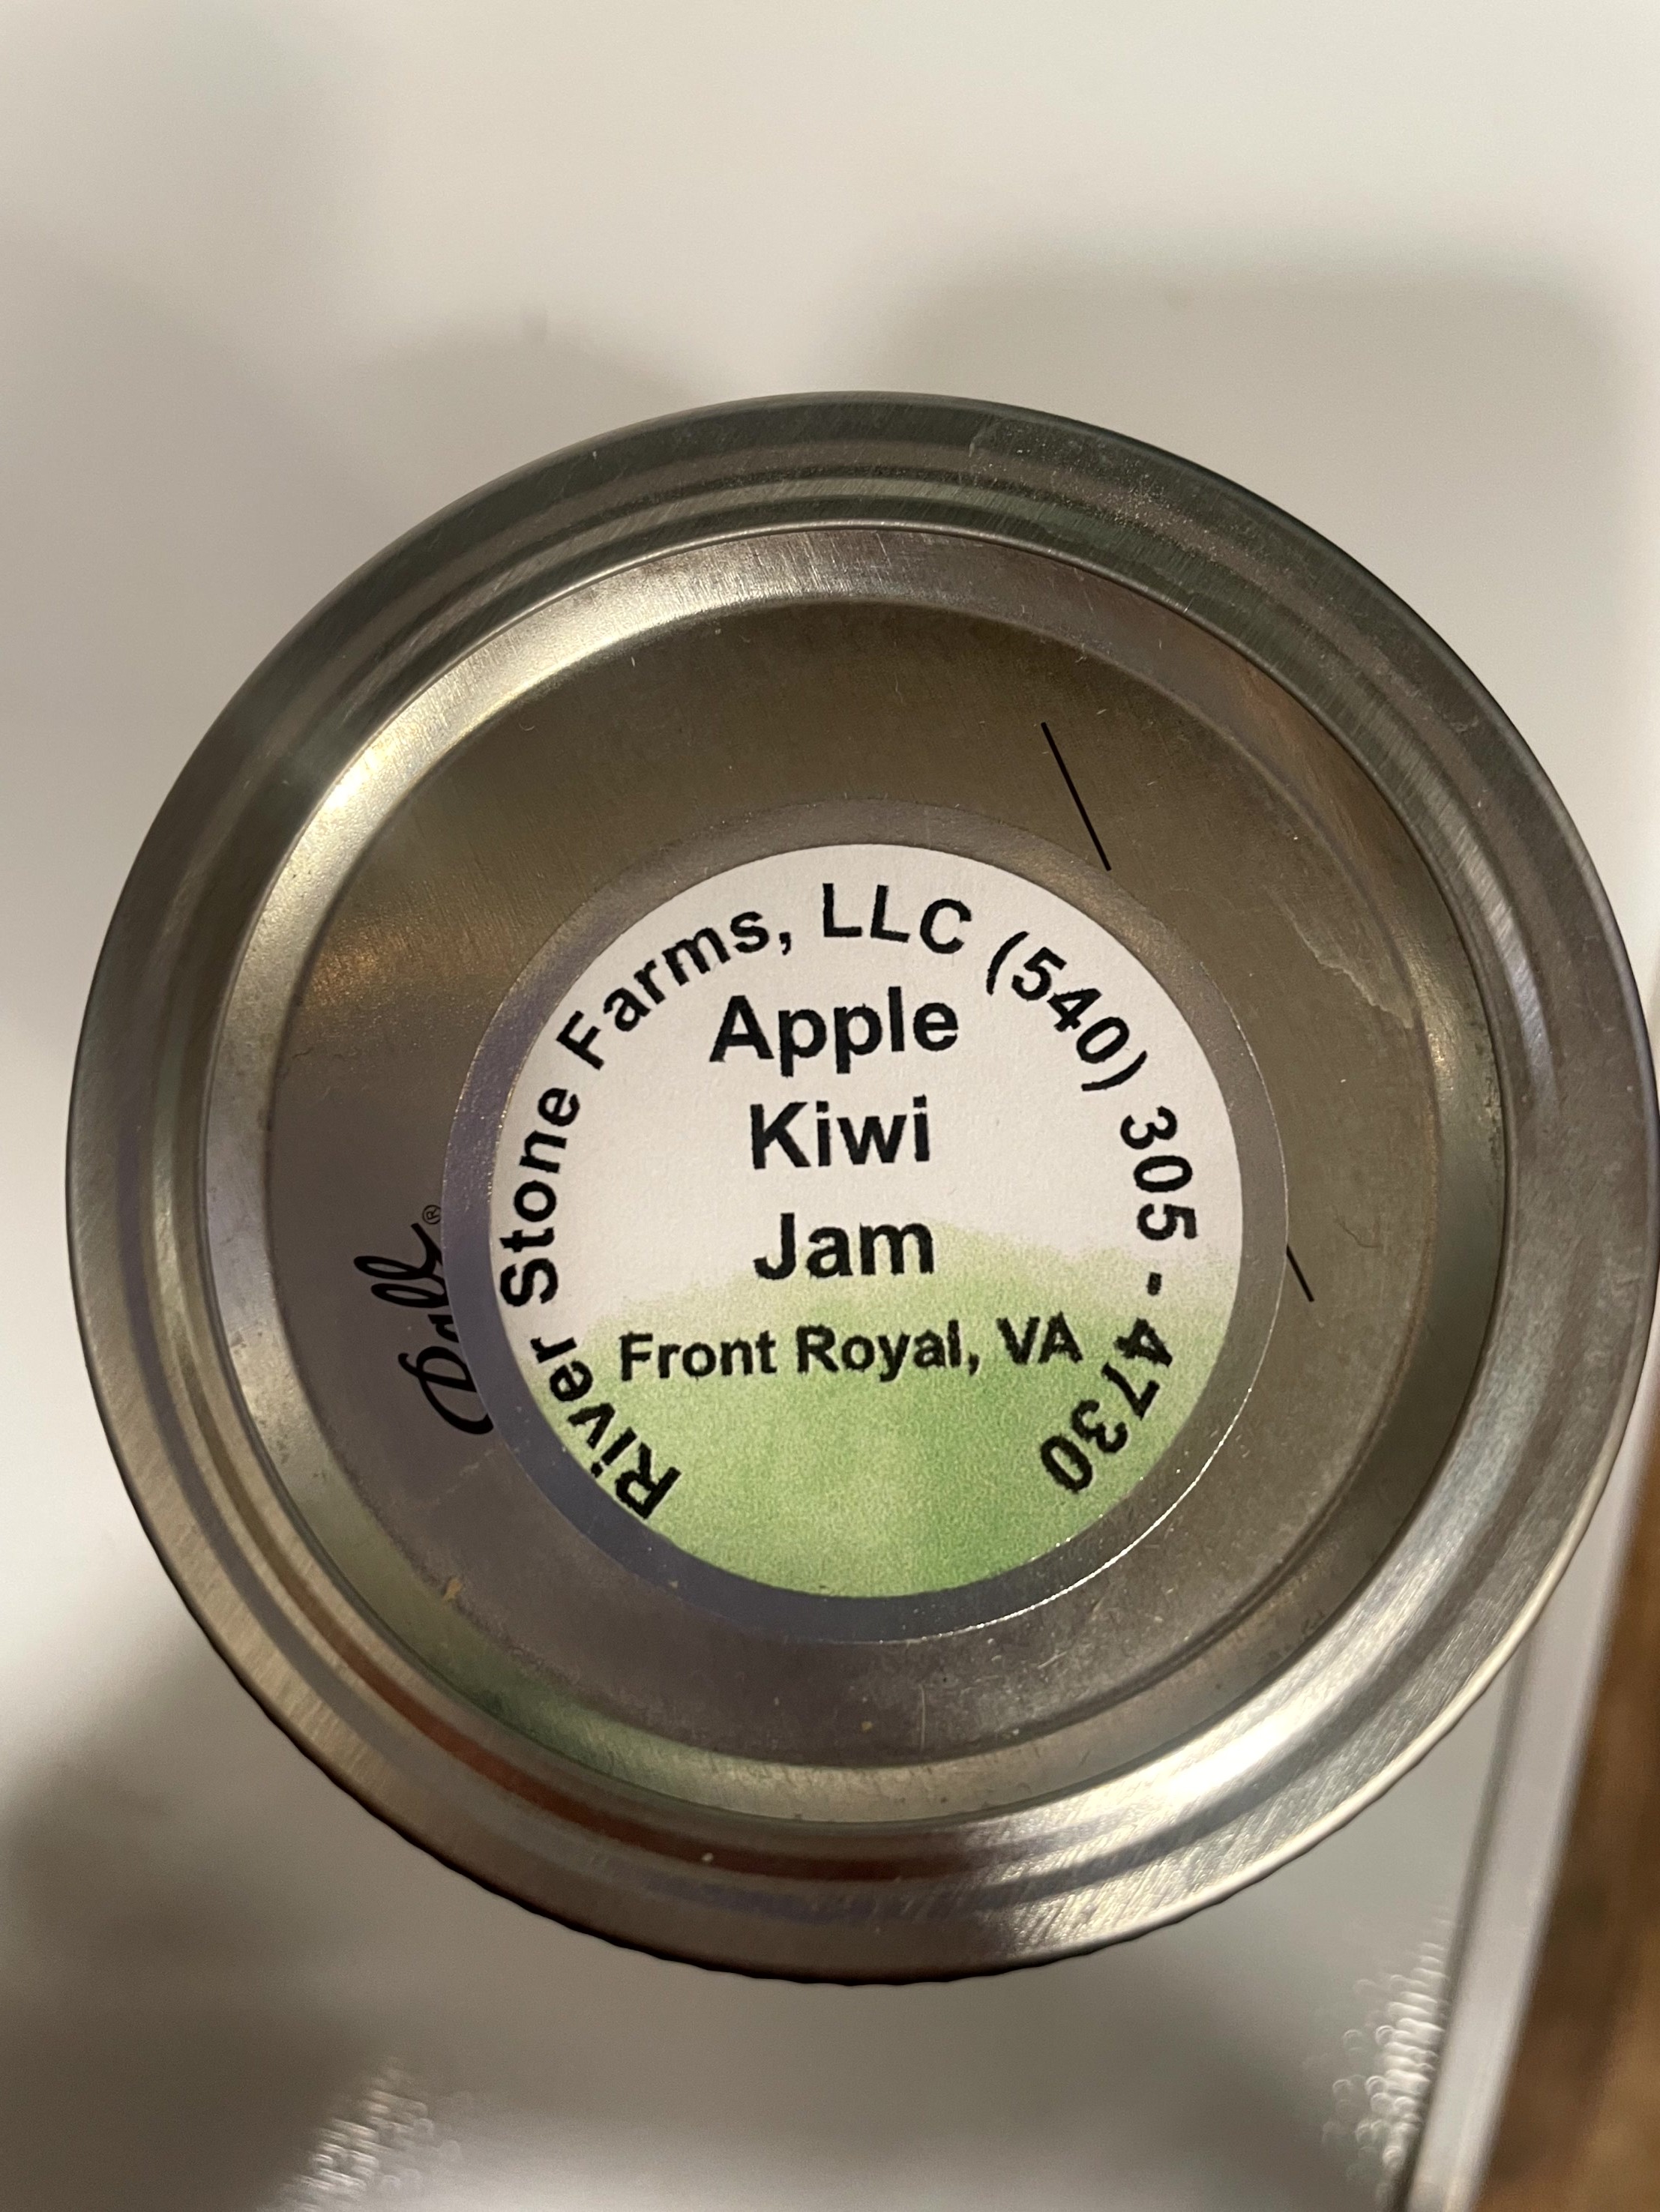 River Stone Farms, LLC (540) 305 - 4730
Apple
Kiwi
Jam
Front Royal, VA
Ball®